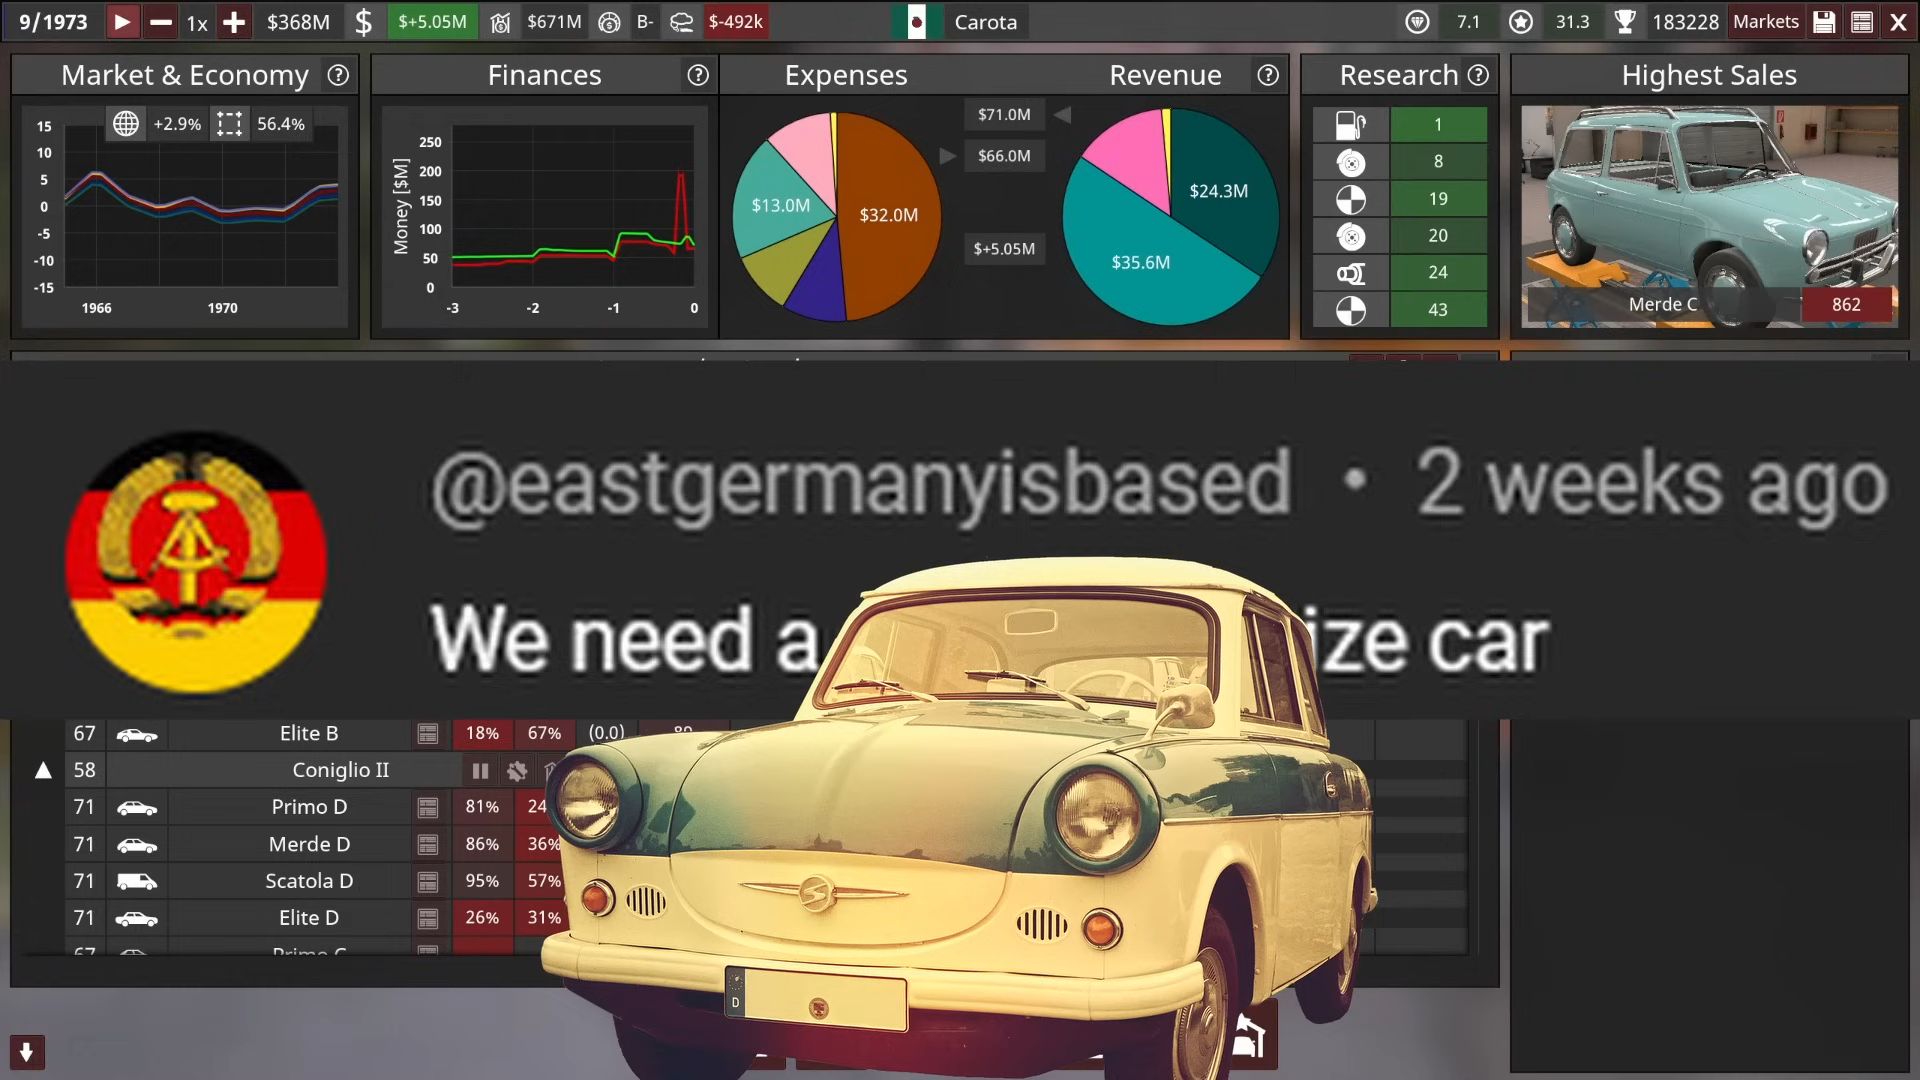 9/1973 1x $368M $+5.05M $671M B- $-492k Carota 7.1 31.3 183228 Markets
Market & Economy
+2.9% 56.4%
15
10
5
0
-5
-10
-15
1966 1970
Finances
Money [$M]
250
200
150
100
50
0
-3 -2 -1 0
Expenses Revenue
$71.0M
$66.0M
$+5.05M
$13.0M $32.0M
$24.3M
$35.6M
Research
1
8
19
20
24
43
Highest Sales
Merde C 862
@eastgermanyisbased • 2 weeks ago
We need a ize car
67 Elite B 18% 67% (0.0)
58 Coniglio II
71 Primo D 81% 24
71 Merde D 86% 36%
71 Scatola D 95% 57%
71 Elite D 26% 31%
D